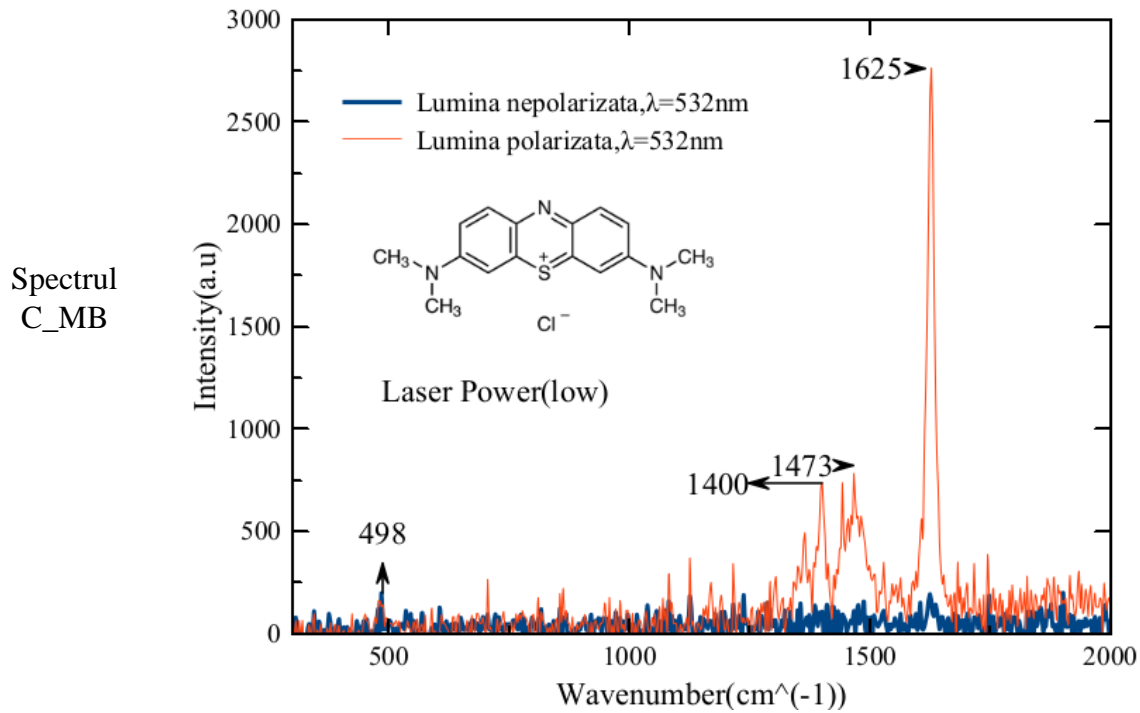 Spectrul
C_MB
Intensity(a.u)
3000
2500
2000
1500
1000
500
0
Lumina nepolarizata,λ=532nm
Lumina polarizata,λ=532nm
N
CH₃
N
CH₃
S⁺
CH₃
N
CH₃
Cl⁻
Laser Power(low)
1625
1473
1400
498
500
1000
1500
2000
Wavenumber(cm^(-1))